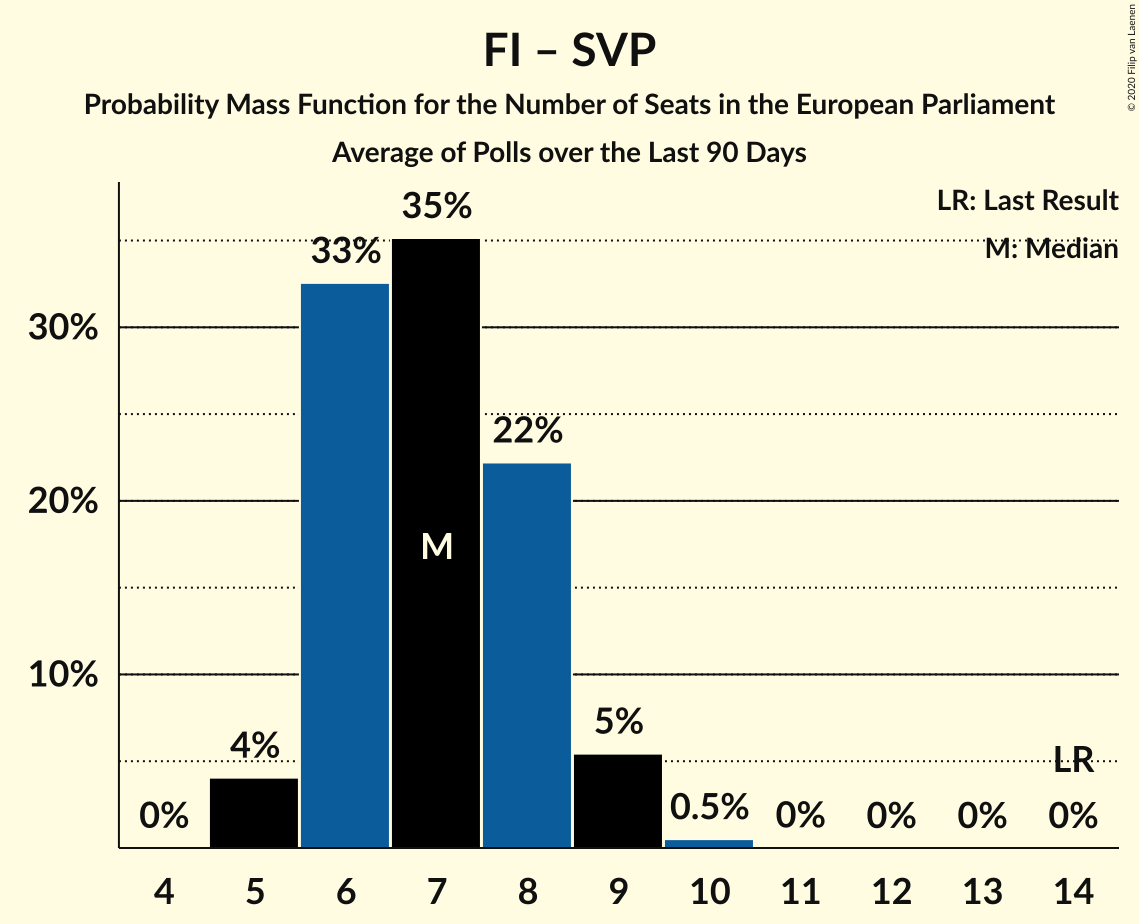 FI – SVP
Probability Mass Function for the Number of Seats in the European Parliament
Average of Polls over the Last 90 Days
© 2020 Filip van Laenen
LR: Last Result
M: Median
30%
20%
10%
0%
4%
33%
35%
22%
5%
0.5%
0%
0%
0%
0%
M
LR
4 5 6 7 8 9 10 11 12 13 14